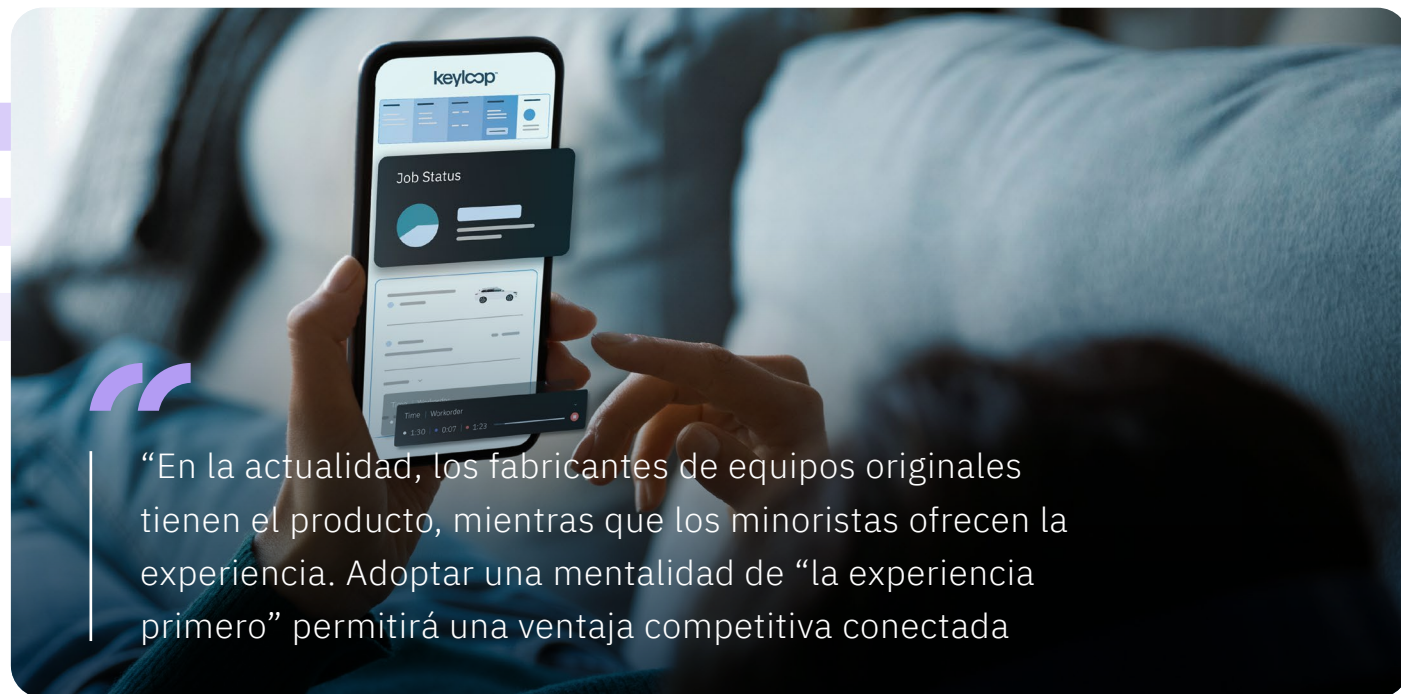 keyloop
Job Status
Time | Workorder
1:30 0:07 1:23
“En la actualidad, los fabricantes de equipos originales
tienen el producto, mientras que los minoristas ofrecen la
experiencia. Adoptar una mentalidad de “la experiencia
primero” permitirá una ventaja competitiva conectada